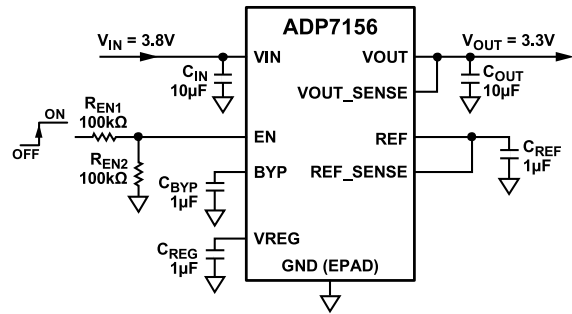 ADP7156
VIN = 3.8V
VIN
VOUT
VOUT = 3.3V
CIN
10µF
VOUT_SENSE
COUT
10µF
ON
OFF
REN1
100kΩ
EN
REF
REN2
100kΩ
BYP
REF_SENSE
CREF
1µF
CBYP
1µF
VREG
CREG
1µF
GND (EPAD)